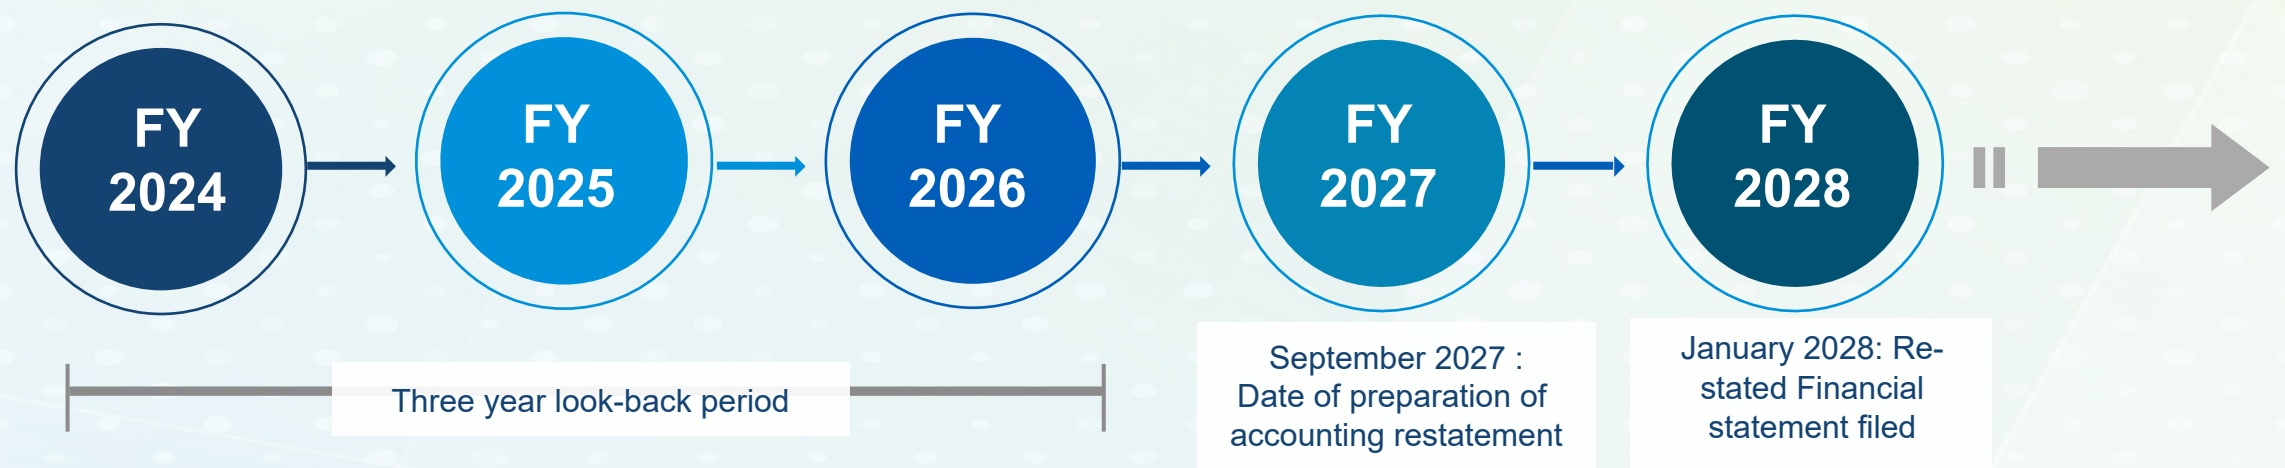 FY
2024
FY
2025
FY
2026
FY
2027
FY
2028
Three year look-back period
September 2027 :
Date of preparation of
accounting restatement
January 2028: Re-
stated Financial
statement filed